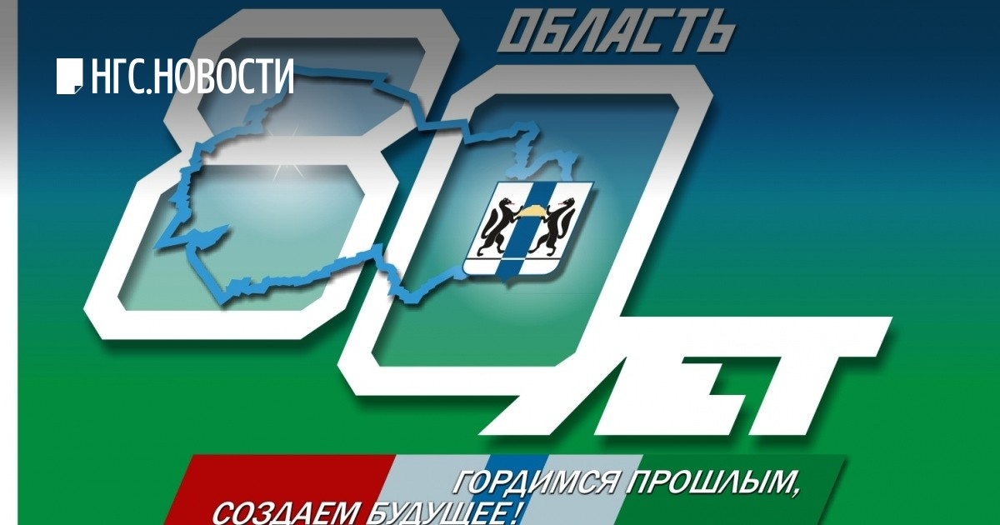 ОБЛАСТЬ
НГС.НОВОСТИ
80 ЛЕТ
ГОРДИМСЯ ПРОШЛЫМ,
СОЗДАЕМ БУДУЩЕЕ!